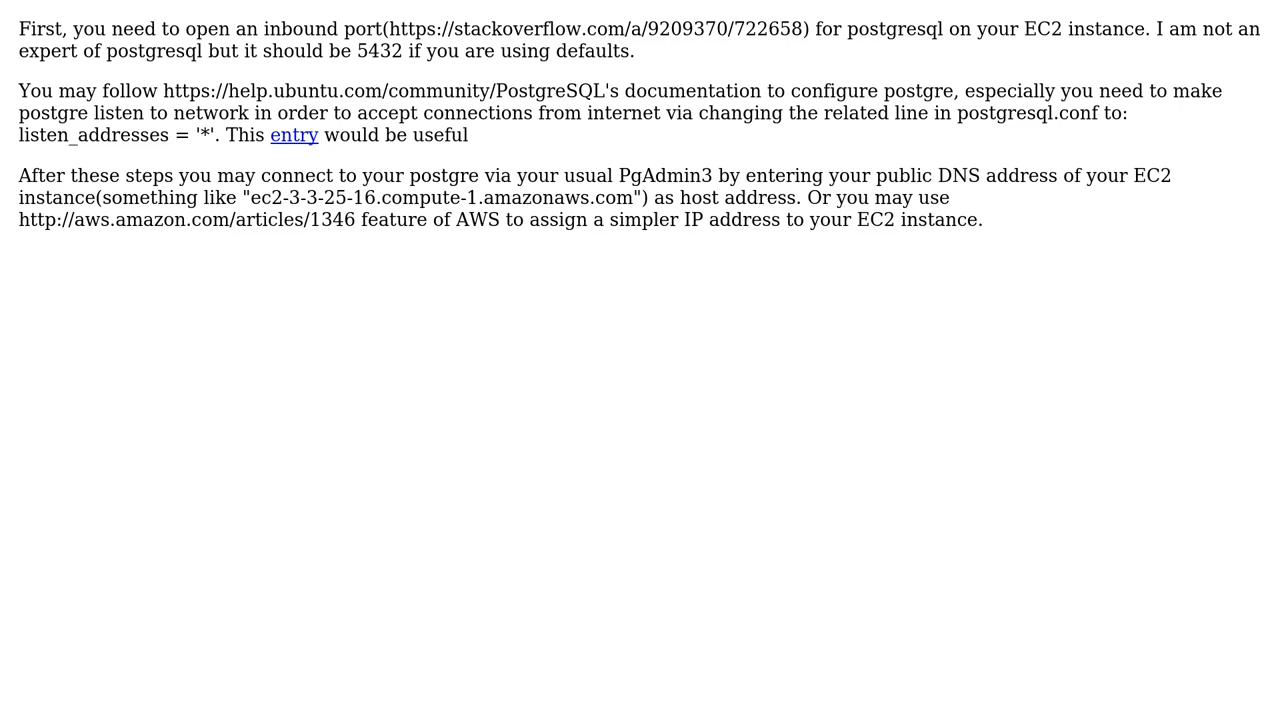 First, you need to open an inbound port(https://stackoverflow.com/a/9209370/722658) for postgresql on your EC2 instance. I am not an
expert of postgresql but it should be 5432 if you are using defaults.
You may follow https://help.ubuntu.com/community/PostgreSQL's documentation to configure postgre, especially you need to make
postgre listen to network in order to accept connections from internet via changing the related line in postgresql.conf to:
listen_addresses = '*'. This entry would be useful
After these steps you may connect to your postgre via your usual PgAdmin3 by entering your public DNS address of your EC2
instance(something like "ec2-3-3-25-16.compute-1.amazonaws.com") as host address. Or you may use
http://aws.amazon.com/articles/1346 feature of AWS to assign a simpler IP address to your EC2 instance.